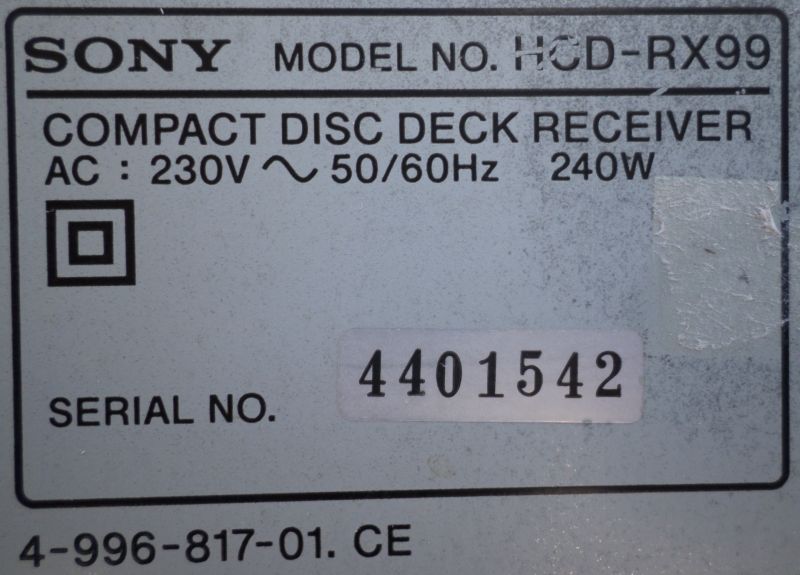 SONY MODEL NO. HCD-RX99
COMPACT DISC DECK RECEIVER
AC : 230V ~ 50/60Hz 240W
4401542
SERIAL NO.
4-996-817-01. CE